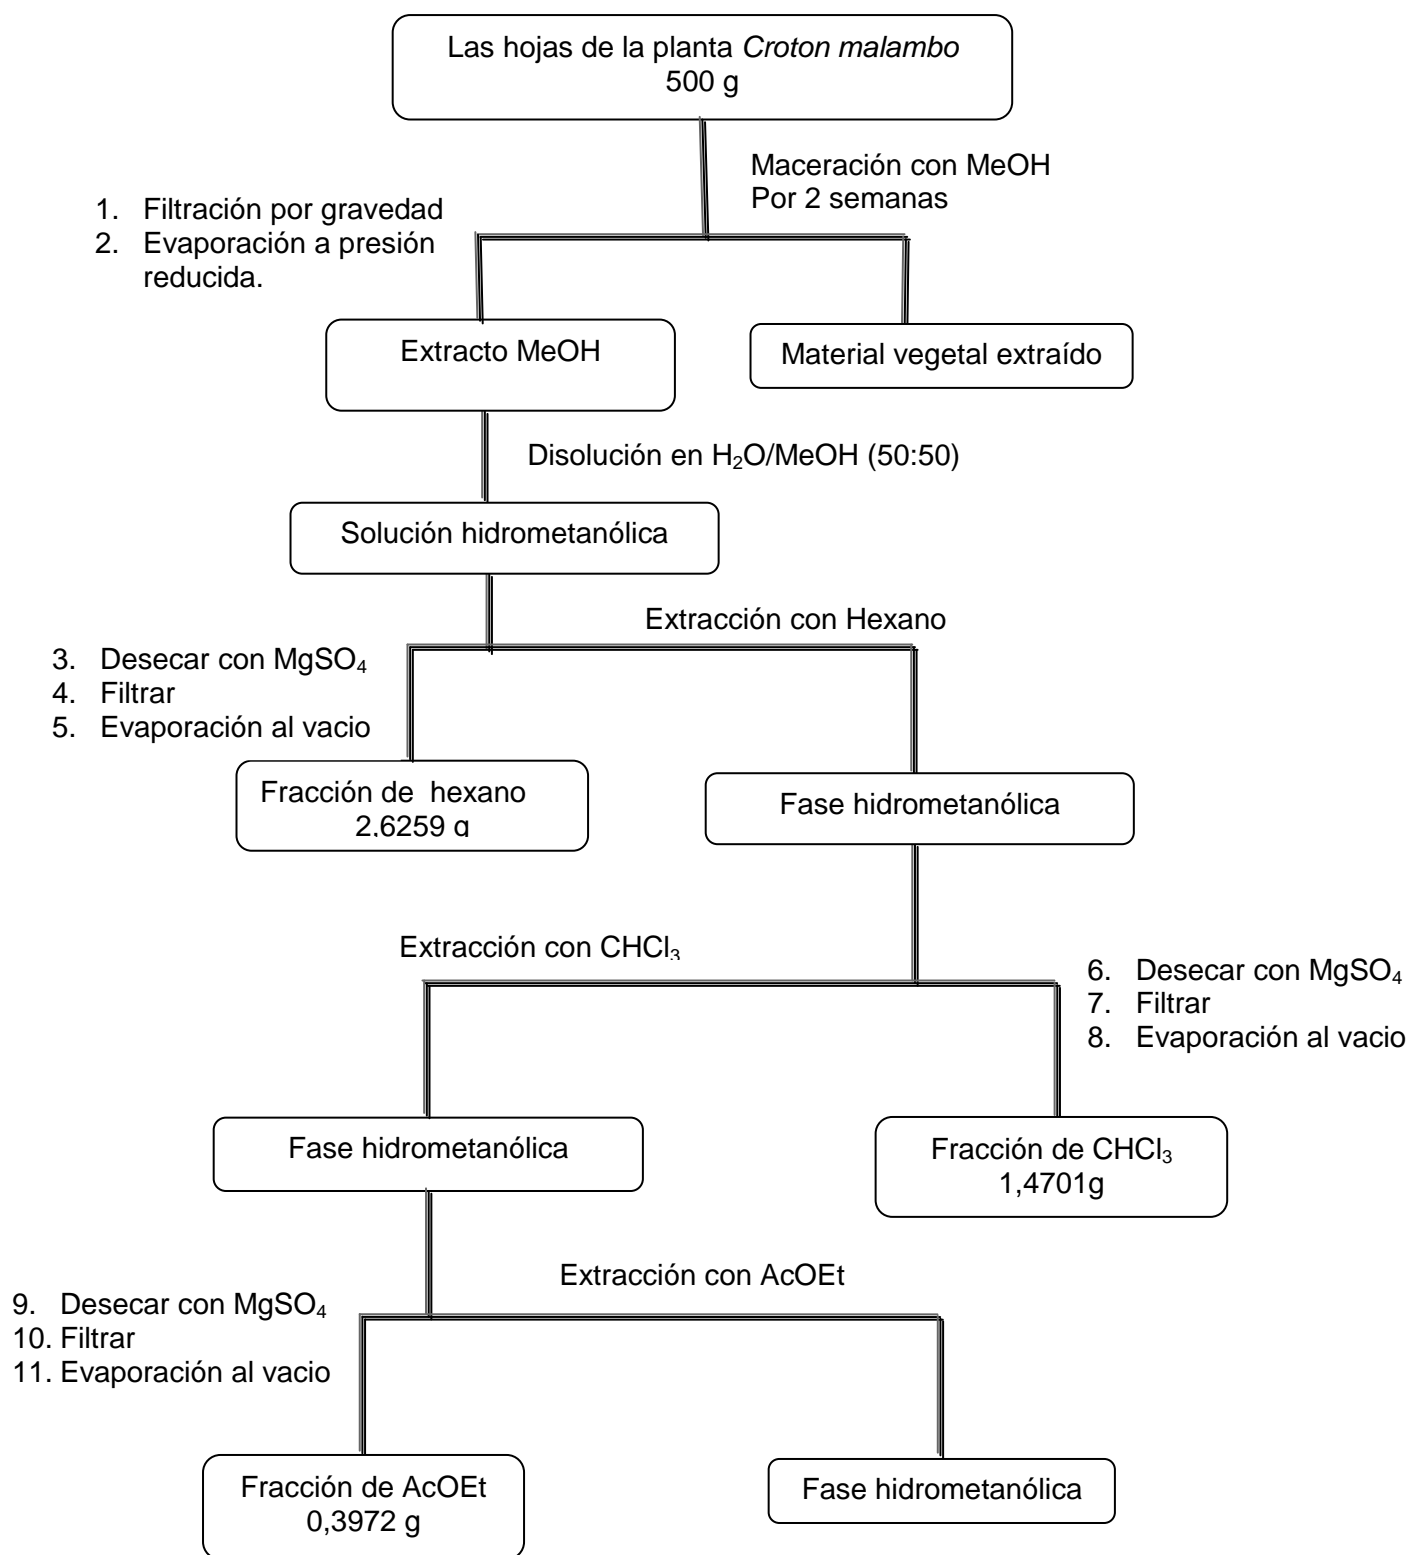 Las hojas de la planta Croton malambo
500 g
Maceración con MeOH
Por 2 semanas
1. Filtración por gravedad
2. Evaporación a presión
reducida.
Extracto MeOH
Material vegetal extraído
Disolución en H₂O/MeOH (50:50)
Solución hidrometanólica
Extracción con Hexano
3. Desecar con MgSO₄
4. Filtrar
5. Evaporación al vacio
Fracción de hexano
2,6259 g
Fase hidrometanólica
Extracción con CHCl₃
6. Desecar con MgSO₄
7. Filtrar
8. Evaporación al vacio
Fase hidrometanólica
Fracción de CHCl₃
1,4701g
Extracción con AcOEt
9. Desecar con MgSO₄
10. Filtrar
11. Evaporación al vacio
Fracción de AcOEt
0,3972 g
Fase hidrometanólica